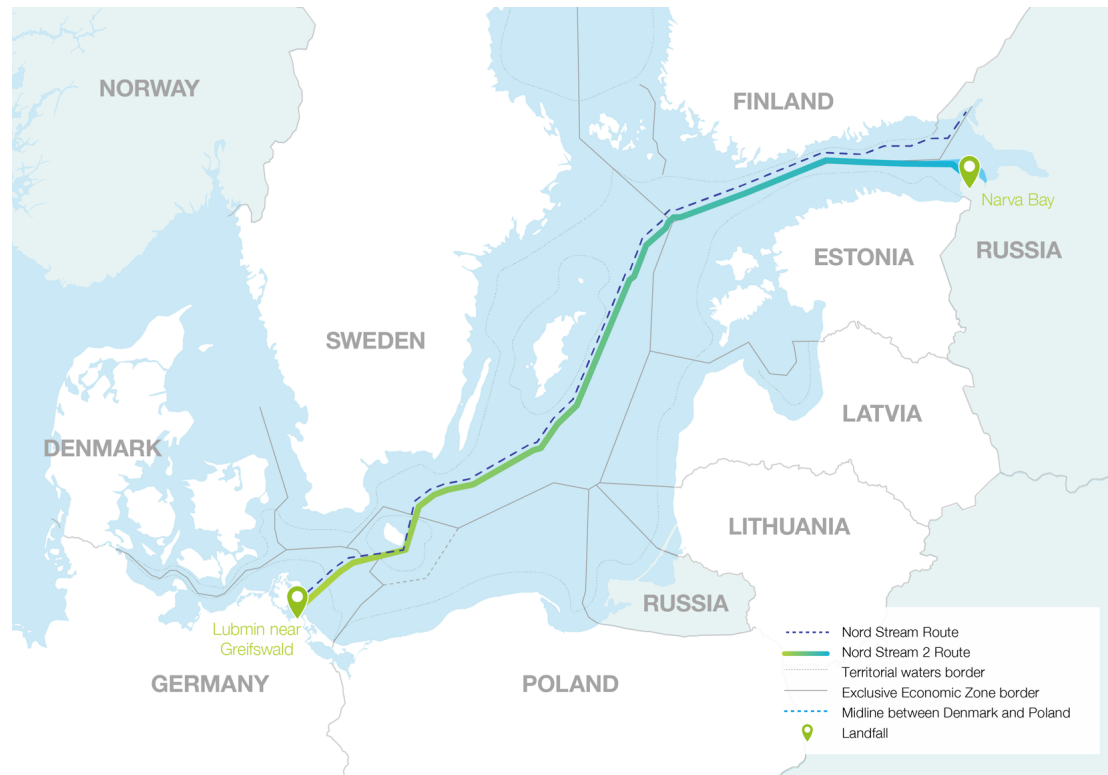 NORWAY
FINLAND
Narva Bay
ESTONIA
RUSSIA
SWEDEN
LATVIA
DENMARK
LITHUANIA
RUSSIA
Lubmin near
Greifswald
GERMANY
POLAND
Nord Stream Route
Nord Stream 2 Route
Territorial waters border
Exclusive Economic Zone border
Midline between Denmark and Poland
Landfall